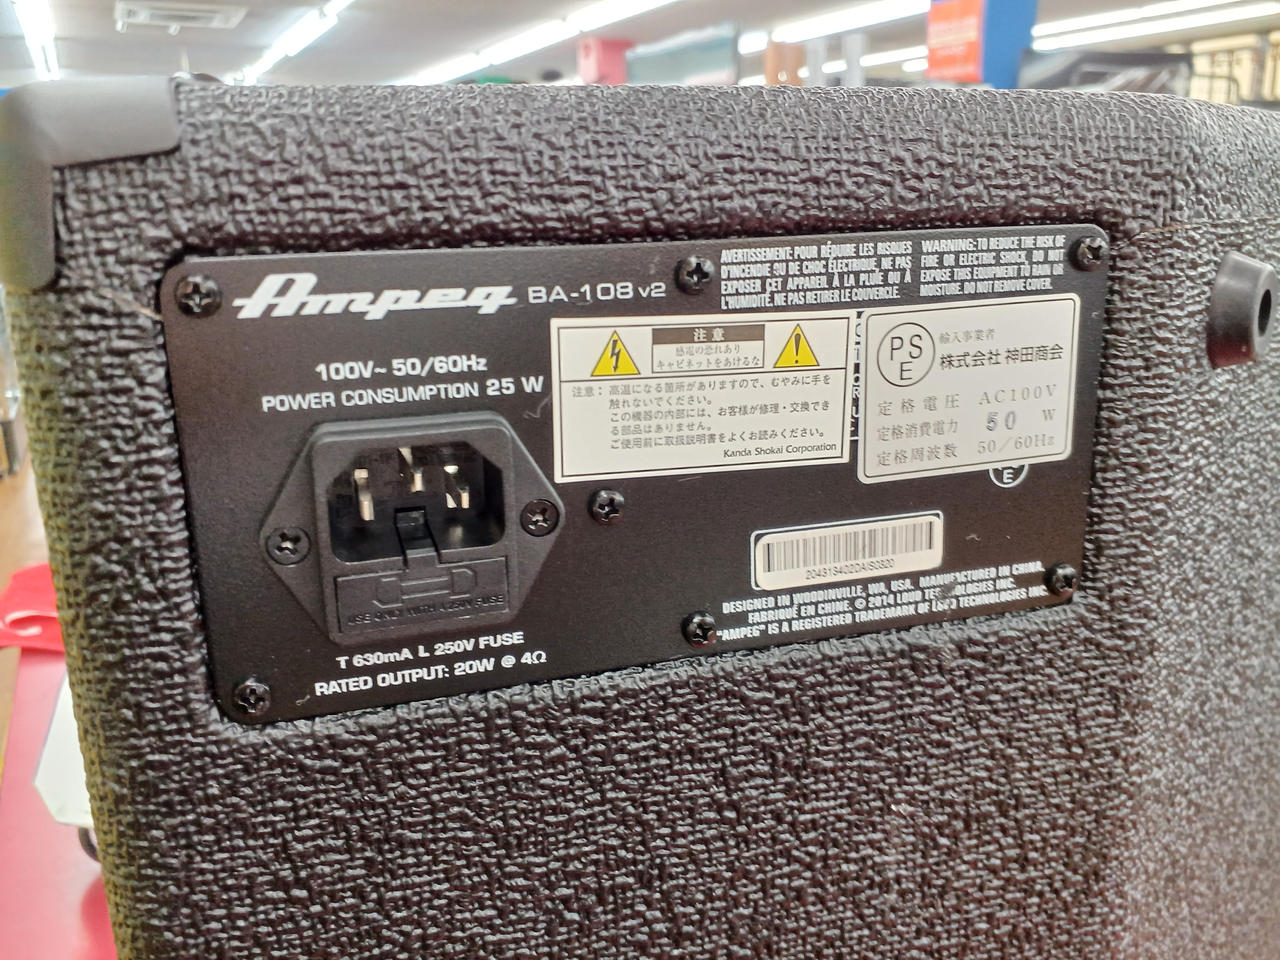 Ampeg BA-108 v2
AVERTISSEMENT: POUR RÉDUIRE LES RISQUES
D'INCENDIE OU DE CHOC ÉLECTRIQUE, NE PAS
EXPOSER CET APPAREIL À LA PLUIE OU À
L'HUMIDITÉ. NE PAS RETIRER LE COUVERCLE.
WARNING: TO REDUCE THE RISK OF
FIRE OR ELECTRIC SHOCK, DO NOT
EXPOSE THIS EQUIPMENT TO RAIN OR
MOISTURE. DO NOT REMOVE COVER.
100V~ 50/60Hz
POWER CONSUMPTION 25 W
注意
感電の恐れあり
キャビネットをあけるな
注意: 高温になる箇所がありますので、むやみに手を
触れないでください。
この機器の内部には、お客様が修理・交換でき
る部品はありません。
ご使用前に取扱説明書をよくお読みください。
Kanda Shokai Corporation
PS
E
輸入事業者
株式会社 神田商会
定格電圧 AC100V
定格消費電力 50 W
定格周波数 50/60Hz
E
USE ONLY WITH A 250V FUSE
T 630mA L 250V FUSE
RATED OUTPUT: 20W @ 4Ω
DESIGNED IN WOODINVILLE, WA, USA. MANUFACTURED IN CHINA.
FABRIQUÉ EN CHINE. © 2014 LOUD TECHNOLOGIES INC.
"AMPEG" IS A REGISTERED TRADEMARK OF LOUD TECHNOLOGIES INC.